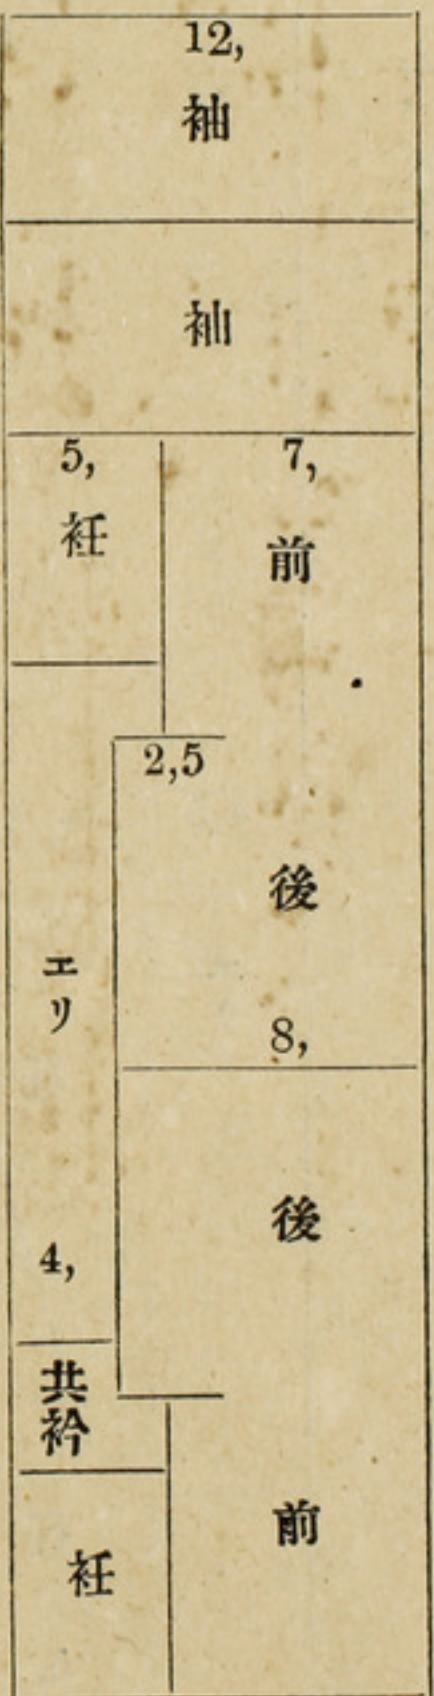 12,
袖
袖
5,
衽
7,
前
2,5
後
8,
エリ
4,
後
共衿
衽
前